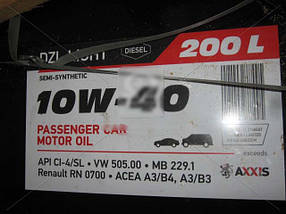 DIESEL
200 L
SEMI-SYNTHETIC
10W-40
PASSENGER CAR
MOTOR OIL
API CI-4/SL • VW 505.00 • MB 229.1
Renault RN 0700 • ACEA A3/B4, A3/B3
exceeds
AXXIS